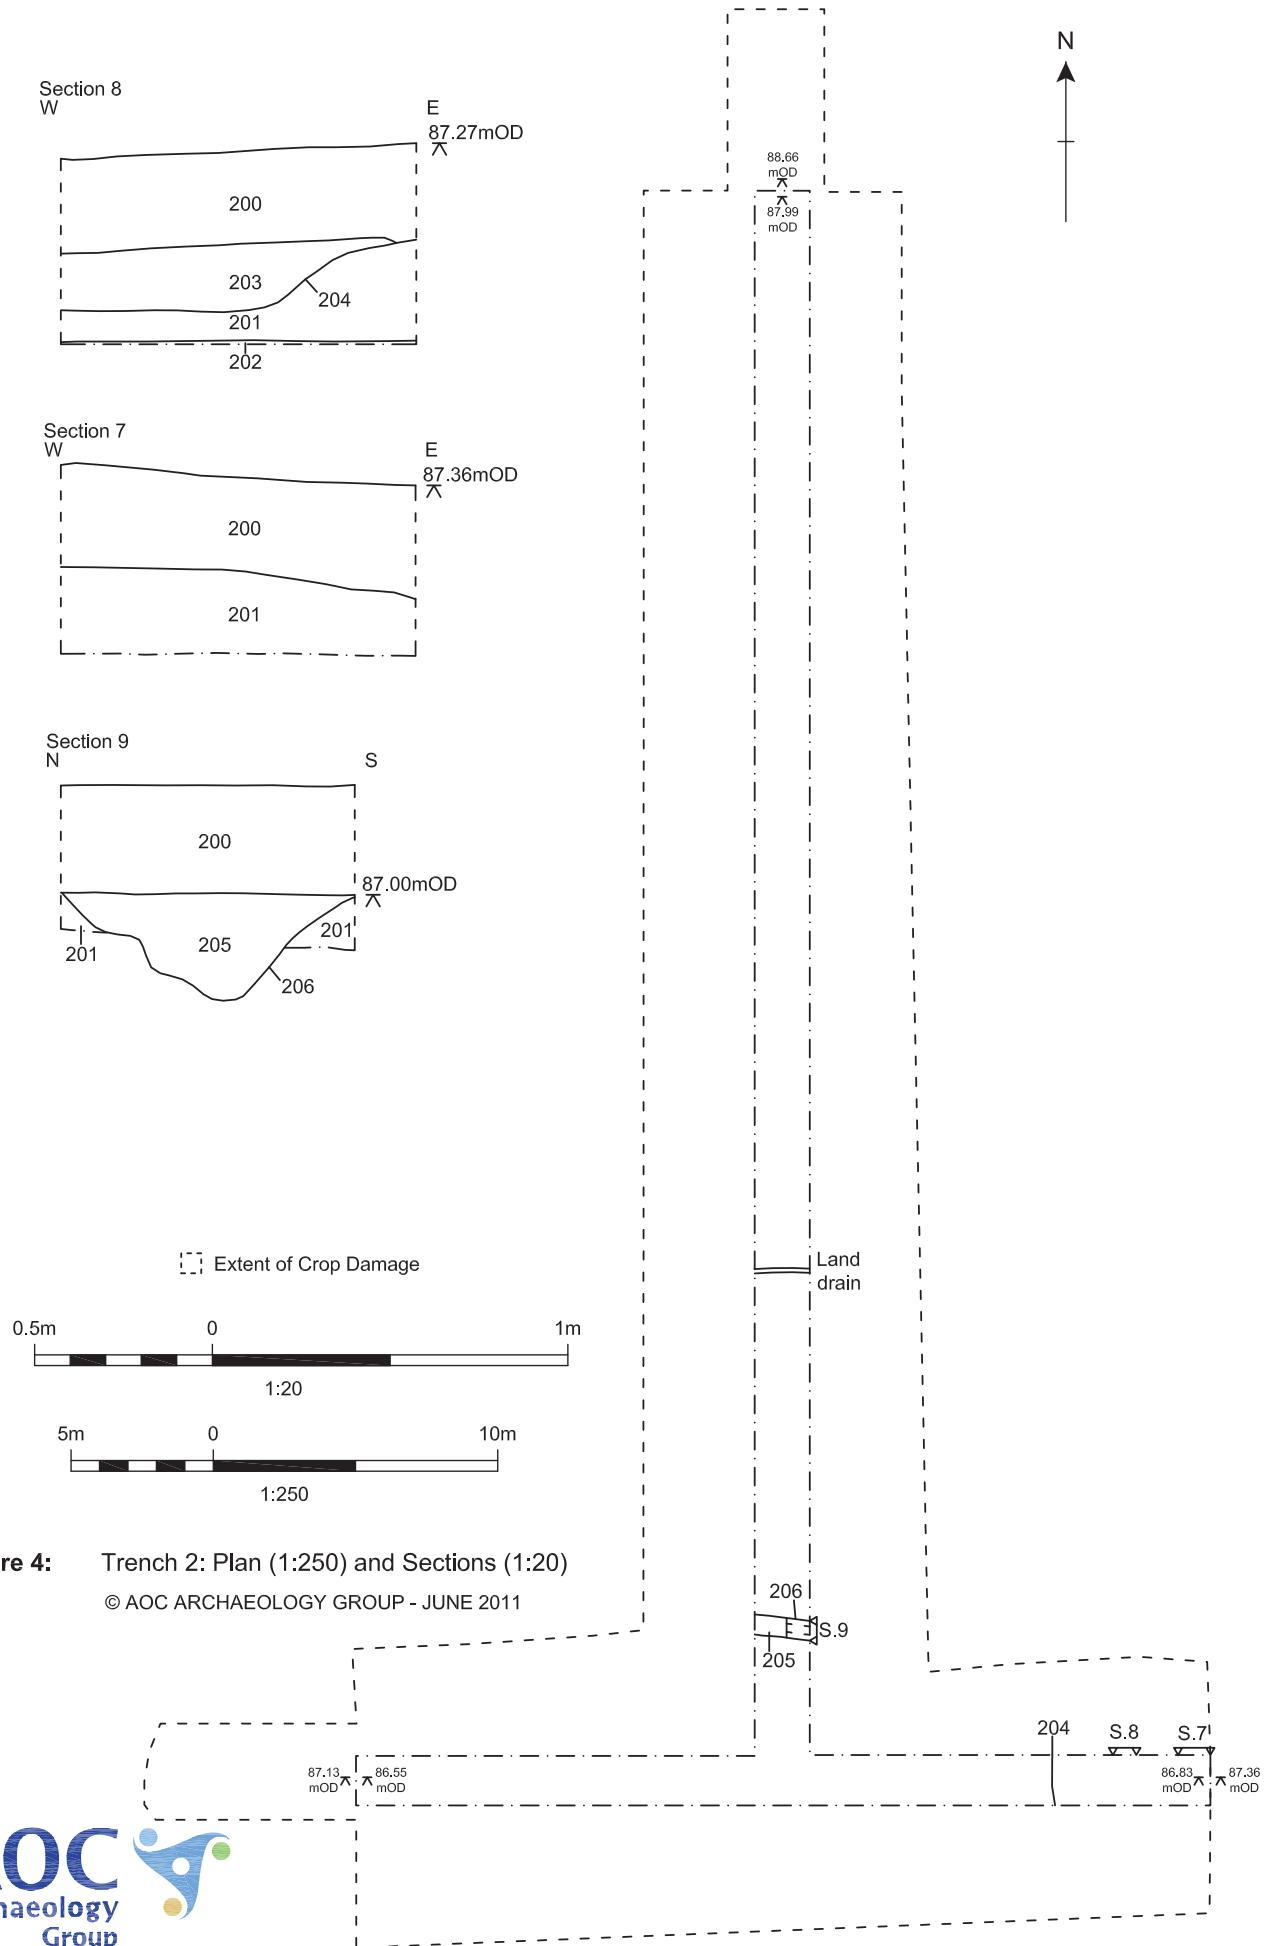 Section 8
W
E
87.27mOD
200
203
204
201
202
Section 7
W
E
87.36mOD
200
201
Section 9
N
S
200
87.00mOD
201
205
201
206
N
88.66
mOD
87.99
mOD
Land
drain
206
S.9
205
204
S.8
S.7
87.13
mOD
86.55
mOD
86.83
mOD
87.36
mOD
Extent of Crop Damage
0.5m
0
1m
1:20
5m
0
10m
1:250
re 4:
Trench 2: Plan (1:250) and Sections (1:20)
© AOC ARCHAEOLOGY GROUP - JUNE 2011
AOC
haeology
Group